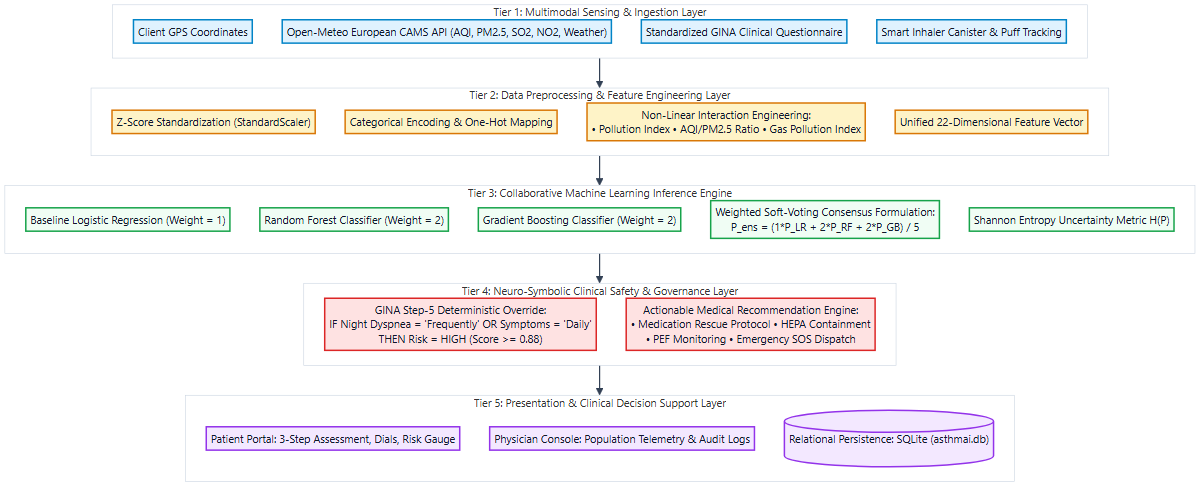 Tier 1: Multimodal Sensing & Ingestion Layer
Client GPS Coordinates
Open-Meteo European CAMS API (AQI, PM2.5, SO2, NO2, Weather)
Standardized GINA Clinical Questionnaire
Smart Inhaler Canister & Puff Tracking
Tier 2: Data Preprocessing & Feature Engineering Layer
Z-Score Standardization (StandardScaler)
Categorical Encoding & One-Hot Mapping
Non-Linear Interaction Engineering:
• Pollution Index • AQI/PM2.5 Ratio • Gas Pollution Index
Unified 22-Dimensional Feature Vector
Tier 3: Collaborative Machine Learning Inference Engine
Baseline Logistic Regression (Weight = 1)
Random Forest Classifier (Weight = 2)
Gradient Boosting Classifier (Weight = 2)
Weighted Soft-Voting Consensus Formulation:
P_ens = (1*P_LR + 2*P_RF + 2*P_GB) / 5
Shannon Entropy Uncertainty Metric H(P)
Tier 4: Neuro-Symbolic Clinical Safety & Governance Layer
GINA Step-5 Deterministic Override:
IF Night Dyspnea = 'Frequently' OR Symptoms = 'Daily'
THEN Risk = HIGH (Score >= 0.88)
Actionable Medical Recommendation Engine:
• Medication Rescue Protocol • HEPA Containment
• PEF Monitoring • Emergency SOS Dispatch
Tier 5: Presentation & Clinical Decision Support Layer
Patient Portal: 3-Step Assessment, Dials, Risk Gauge
Physician Console: Population Telemetry & Audit Logs
Relational Persistence: SQLite (asthmai.db)